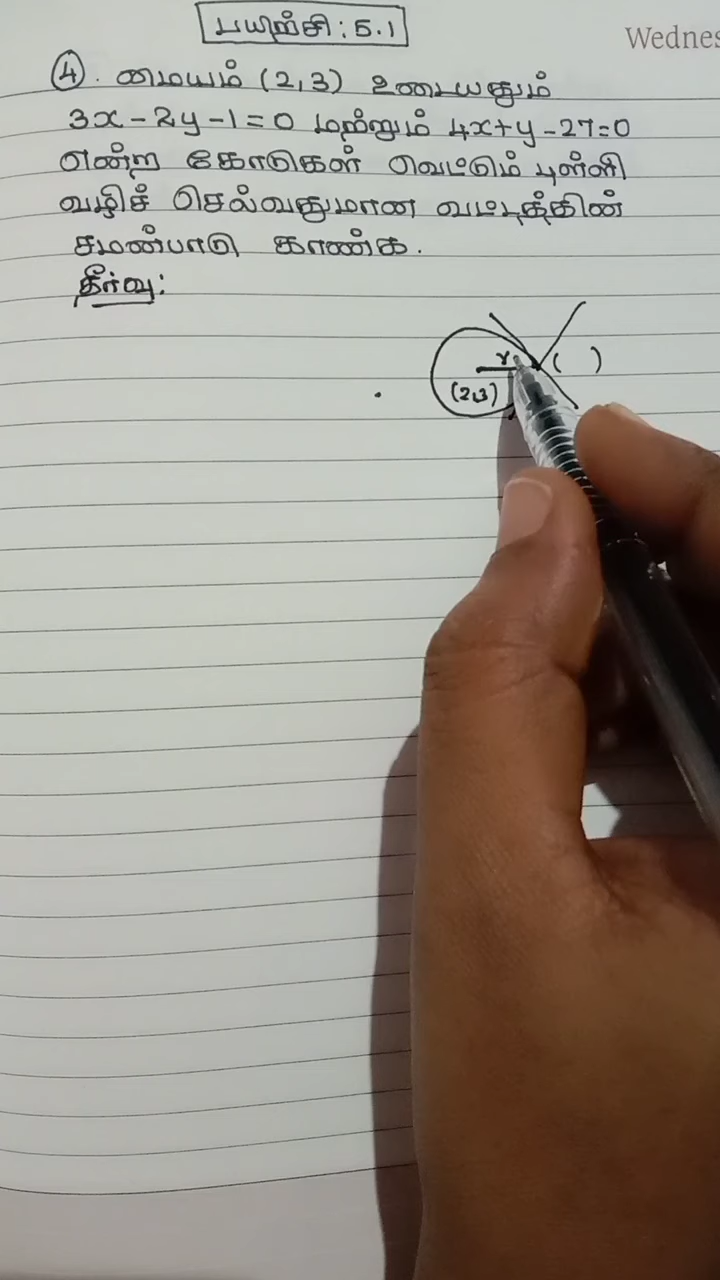 பயிற்சி : 5.1
Wednes
④. மையம் (2,3) உடையதும்
3x-2y-1=0 மற்றும் 4x+y-27=0
என்ற கோடுகள் வெட்டும் புள்ளி
வழிச் செல்வதுமான வட்டத்தின்
சமன்பாடு காண்க.
தீர்வு:
r ( )
(2,3)